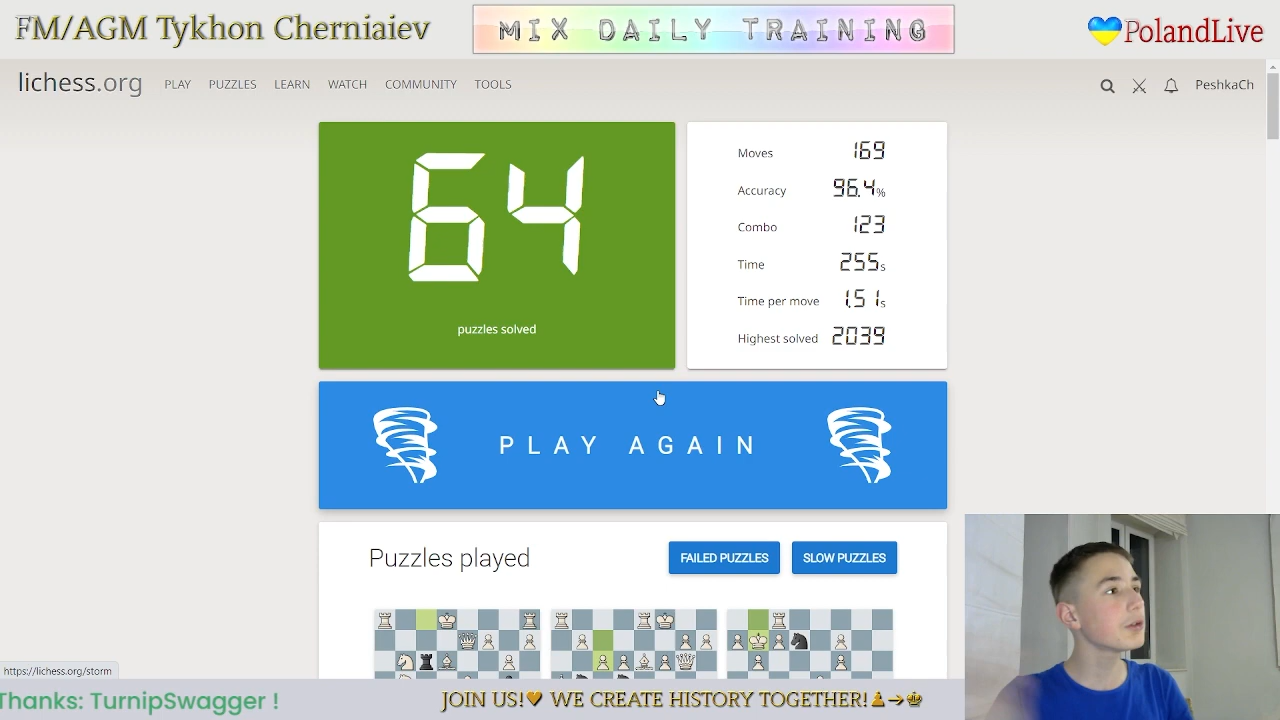 FM/AGM Tykhon Cherniaiev
MIX DAILY TRAINING
PolandLive
lichess.org PLAY PUZZLES LEARN WATCH COMMUNITY TOOLS PeshkaCh
64
puzzles solved
Moves 169
Accuracy 96.4%
Combo 123
Time 255s
Time per move 1.51s
Highest solved 2039
PLAY AGAIN
Puzzles played
FAILED PUZZLES
SLOW PUZZLES
https://lichess.org/storm
Thanks: TurnipSwagger !
JOIN US!♥ WE CREATE HISTORY TOGETHER!♟→♚